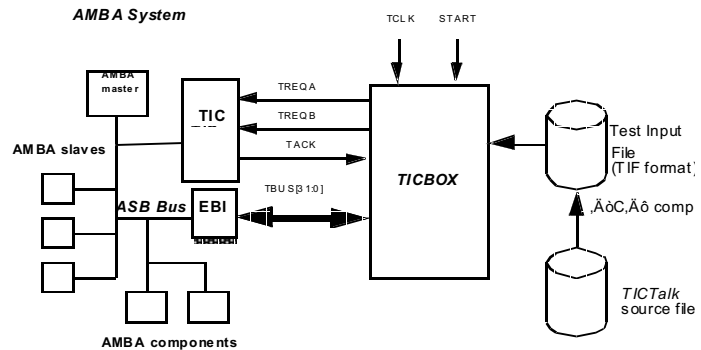 AMBA System
TCLK START
AMBA
master
TREQA
TIC
TREQB
Test Input
File
(TIF format)
AMBA slaves
TACK
TICBOX
ASB Bus
EBI
TBUS[31:0]
‚ÄòC‚Äô comp
TICTalk
source file
AMBA components